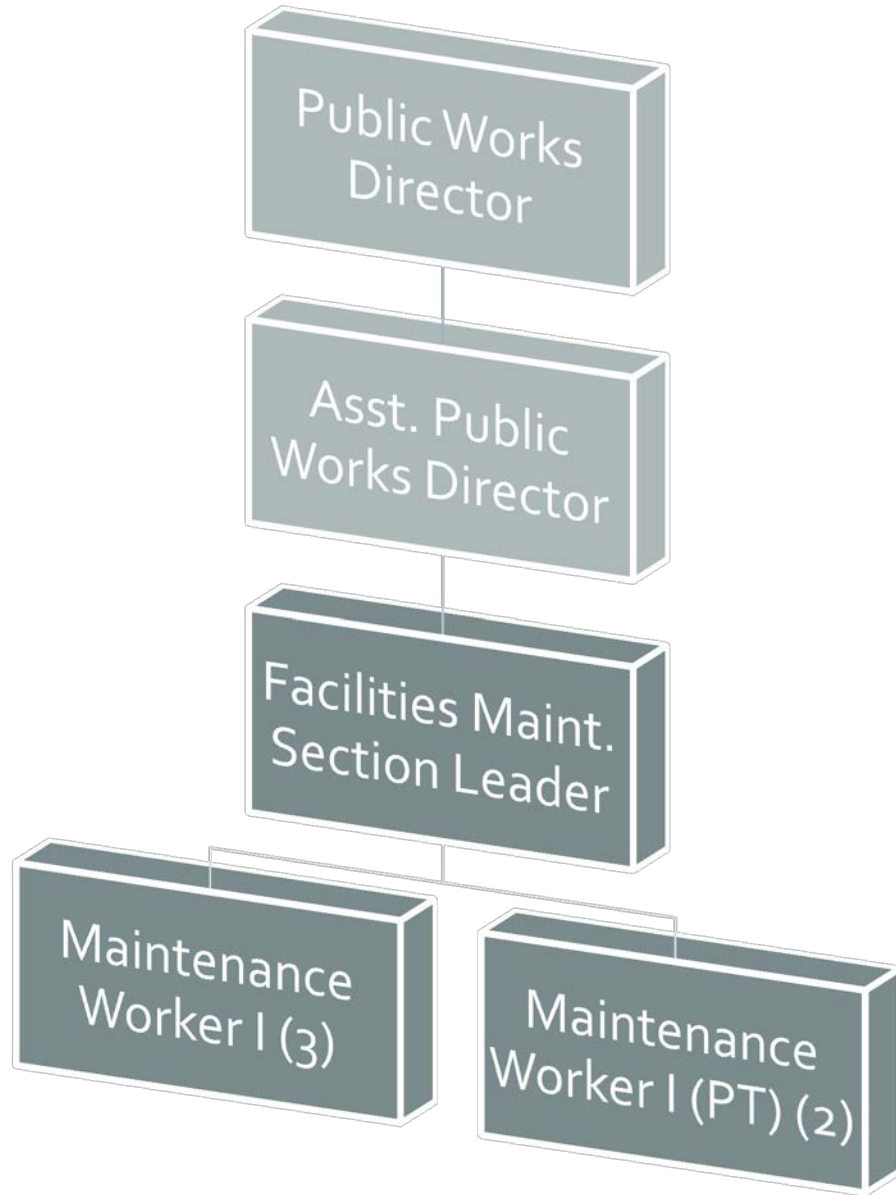 Public Works
Director
Asst. Public
Works Director
Facilities Maint.
Section Leader
Maintenance
Worker I (3)
Maintenance
Worker I (PT) (2)